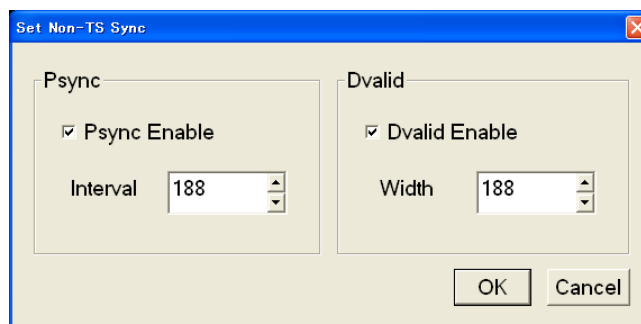 Set Non-TS Sync
Psync
Dvalid
Psync Enable
Dvalid Enable
Interval 188
Width 188
OK
Cancel